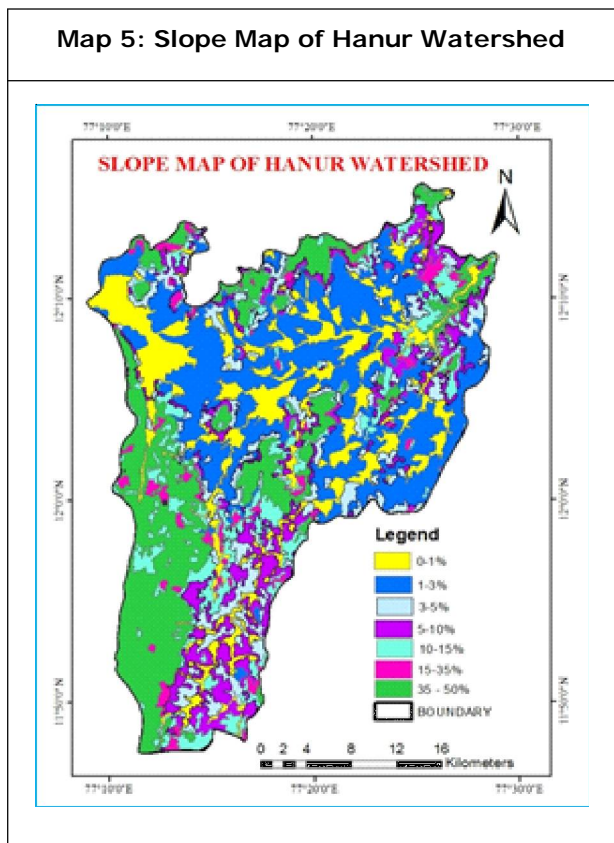 Map 5: Slope Map of Hanur Watershed
77°10'0"E 77°20'0"E 77°30'0"E
SLOPE MAP OF HANUR WATERSHED
N
12°10'0"N 12°10'0"N
12°0'0"N 12°0'0"N
Legend
0-1%
1-3%
3-5%
5-10%
10-15%
15-35%
35 - 50%
BOUNDARY
11°50'0"N 11°50'0"N
0 2 4 8 12 16
Kilometers
77°10'0"E 77°20'0"E 77°30'0"E